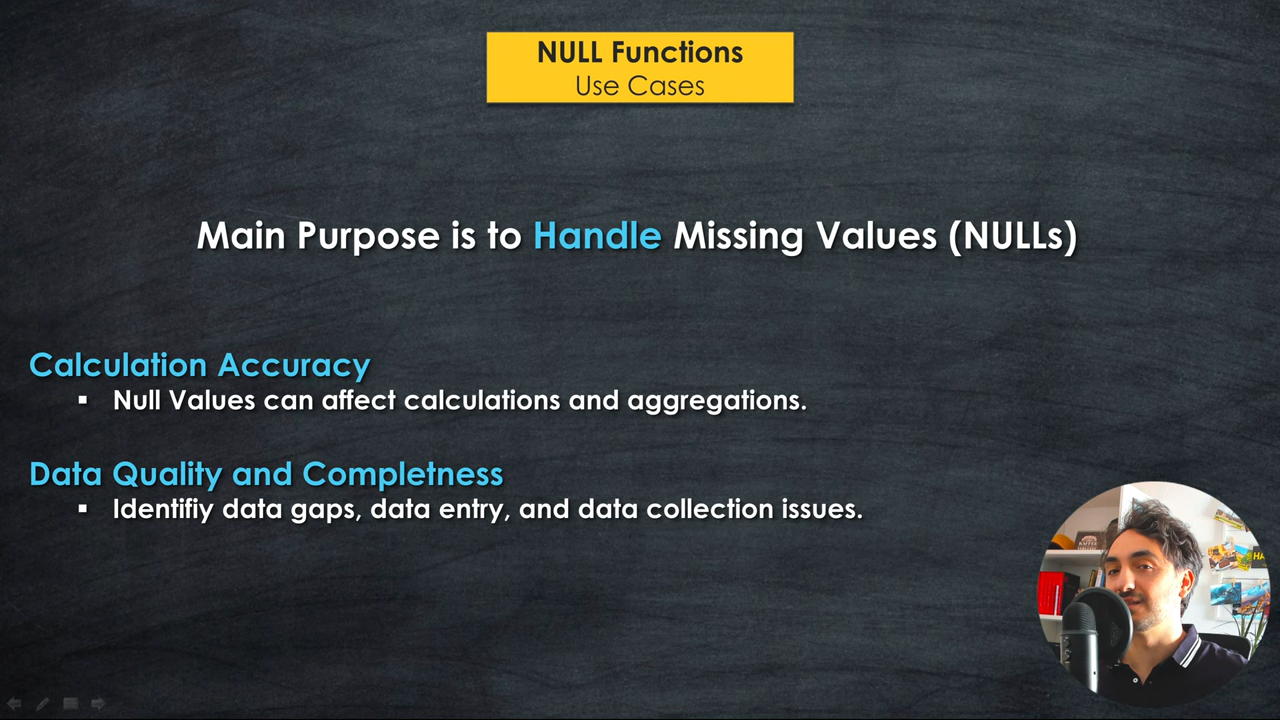 NULL Functions
Use Cases
Main Purpose is to Handle Missing Values (NULLs)
Calculation Accuracy
▪ Null Values can affect calculations and aggregations.
Data Quality and Completness
▪ Identifiy data gaps, data entry, and data collection issues.